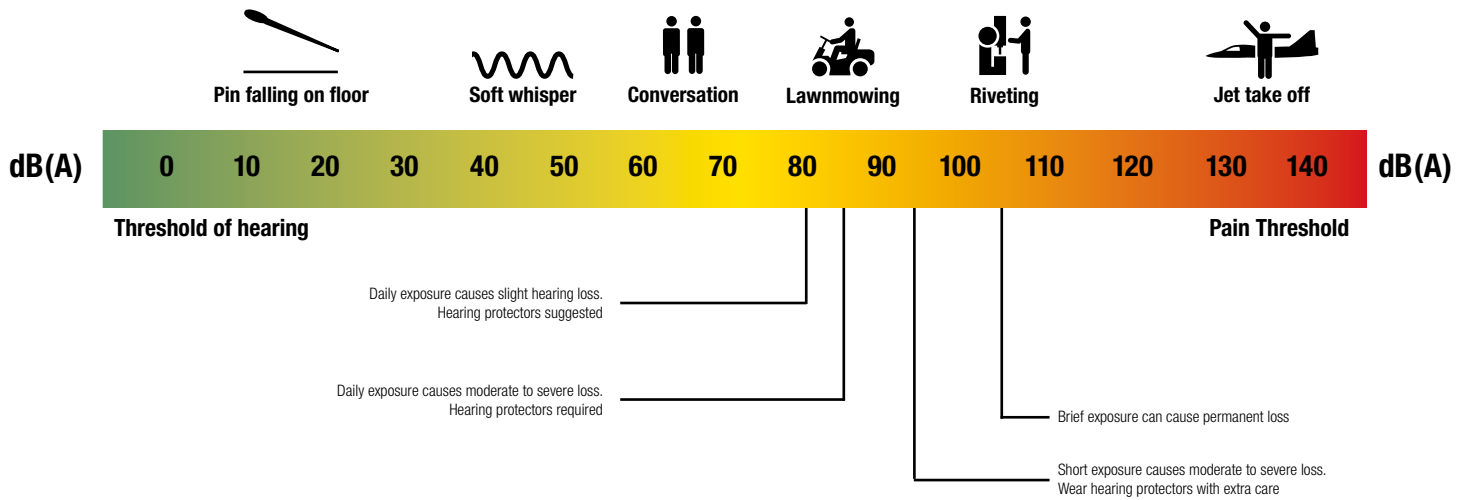 Pin falling on floor
Soft whisper
Conversation
Lawnmowing
Riveting
Jet take off
dB(A) 0 10 20 30 40 50 60 70 80 90 100 110 120 130 140 dB(A)
Threshold of hearing
Pain Threshold
Daily exposure causes slight hearing loss.
Hearing protectors suggested
Daily exposure causes moderate to severe loss.
Hearing protectors required
Brief exposure can cause permanent loss
Short exposure causes moderate to severe loss.
Wear hearing protectors with extra care